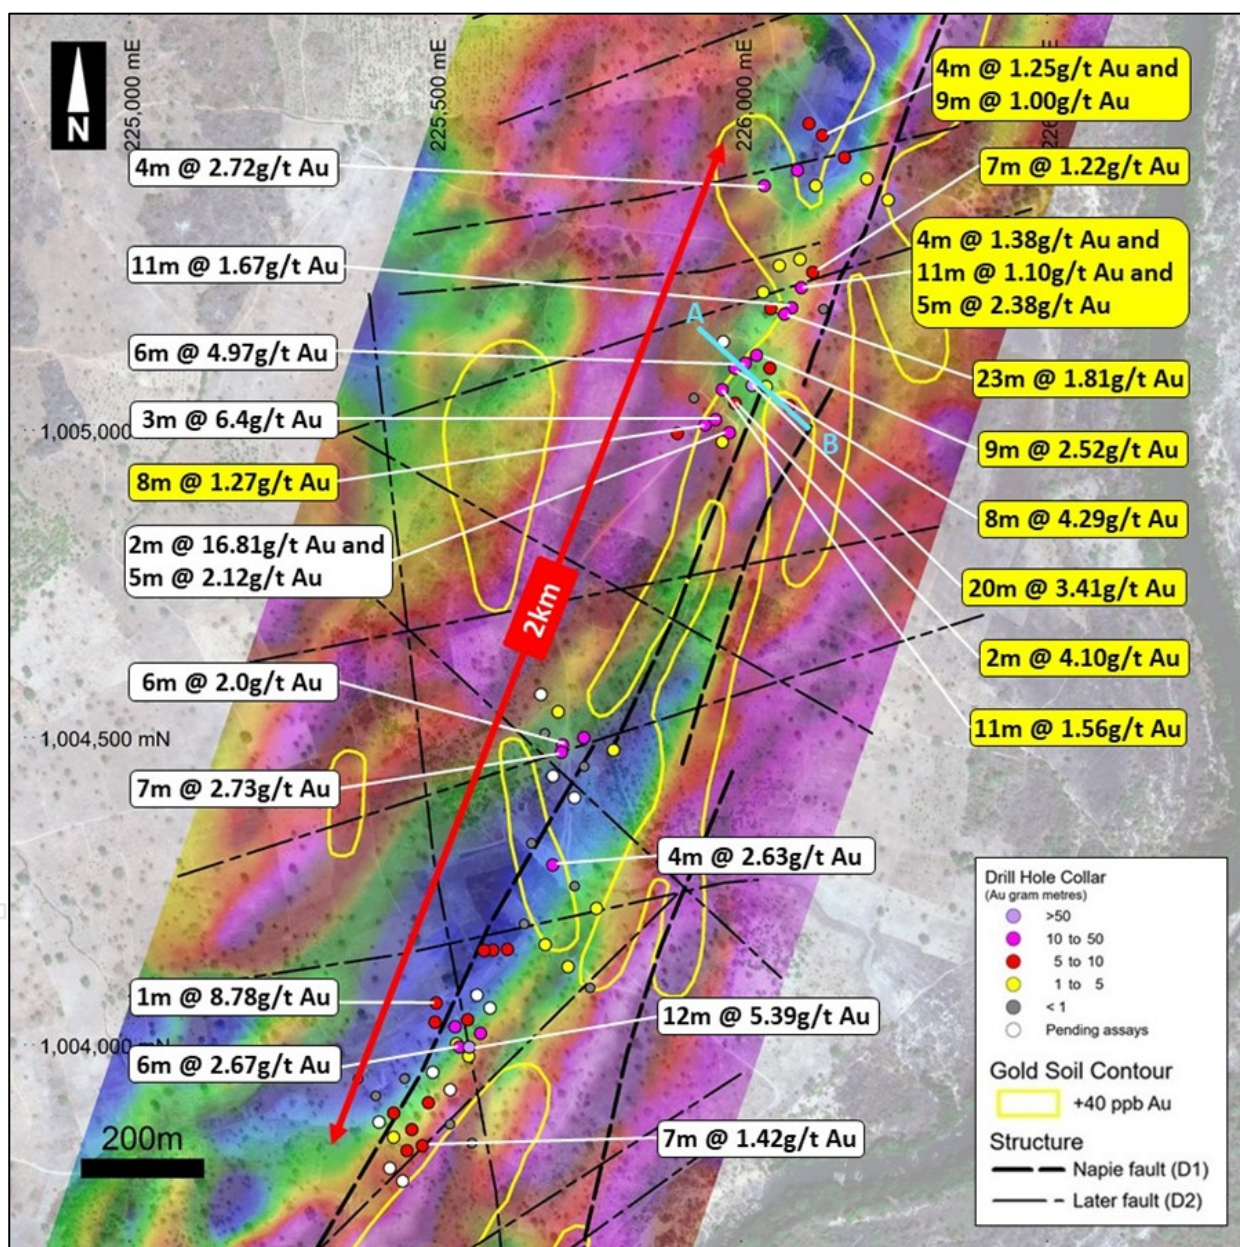 N
225,000 mE
225,500 mE
226,000 mE
4m @ 1.25g/t Au and
9m @ 1.00g/t Au
4m @ 2.72g/t Au
7m @ 1.22g/t Au
4m @ 1.38g/t Au and
11m @ 1.10g/t Au and
5m @ 2.38g/t Au
11m @ 1.67g/t Au
A
6m @ 4.97g/t Au
23m @ 1.81g/t Au
3m @ 6.4g/t Au
1,005,000
B
9m @ 2.52g/t Au
8m @ 1.27g/t Au
8m @ 4.29g/t Au
2m @ 16.81g/t Au and
5m @ 2.12g/t Au
20m @ 3.41g/t Au
2km
2m @ 4.10g/t Au
6m @ 2.0g/t Au
11m @ 1.56g/t Au
1,004,500 mN
7m @ 2.73g/t Au
4m @ 2.63g/t Au
1m @ 8.78g/t Au
12m @ 5.39g/t Au
1,004,000 mN
6m @ 2.67g/t Au
7m @ 1.42g/t Au
200m
Drill Hole Collar
(Au gram metres)
>50
10 to 50
5 to 10
1 to 5
< 1
Pending assays
Gold Soil Contour
+40 ppb Au
Structure
Napie fault (D1)
Later fault (D2)